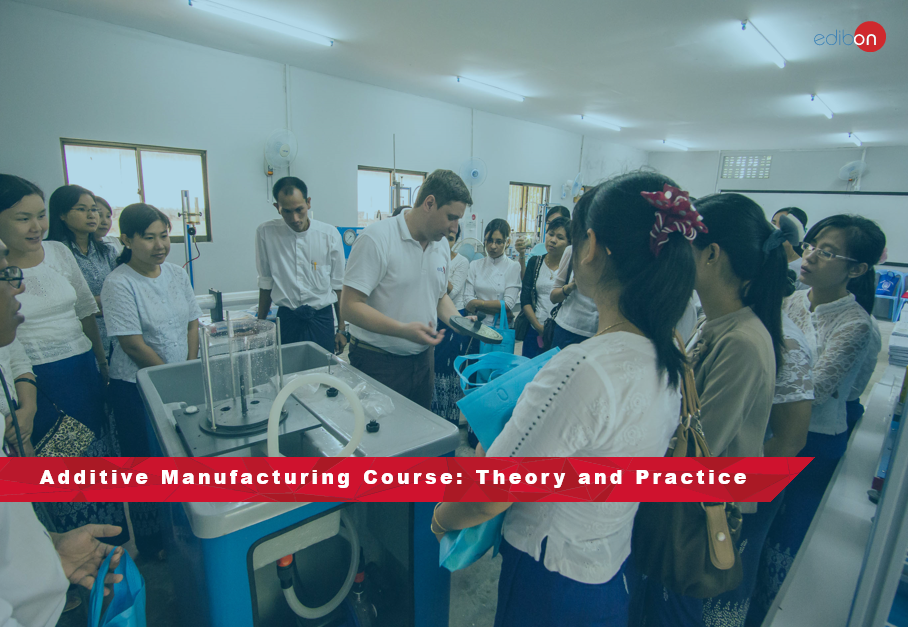 edibon
Additive Manufacturing Course: Theory and Practice